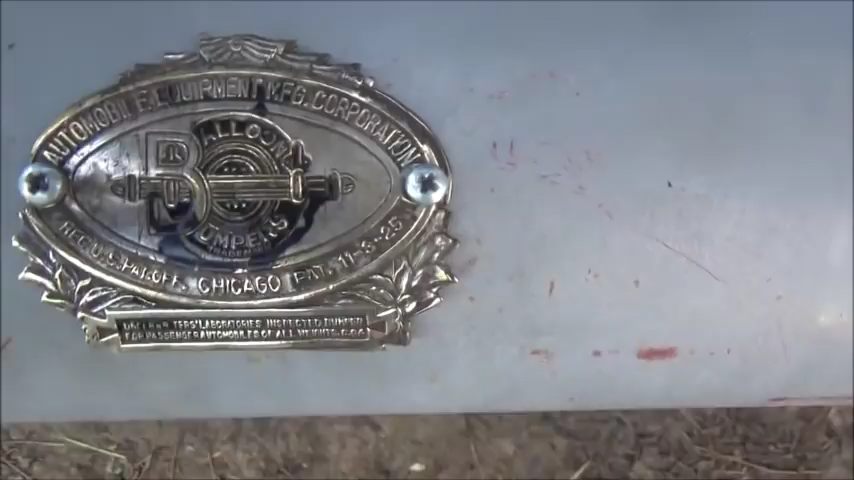 AUTOMOBILE EQUIPMENT MFG. CORPORATION
BALLOON
BUMPERS
TRADEMARK
REG. U.S. PAT. OFF. CHICAGO PAT. 11-3-25
UNDERWRITERS' LABORATORIES INSPECTED BUMPER
FOR PASSENGER AUTOMOBILES OF ALL WEIGHTS